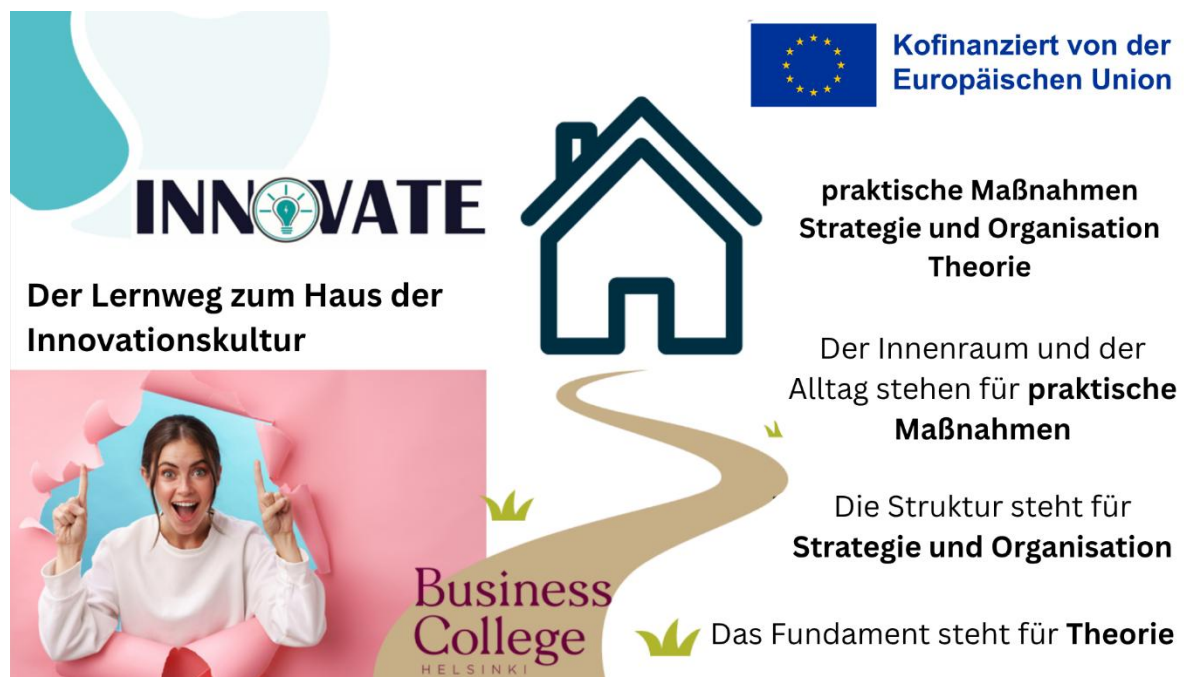 Kofinanziert von der
Europäischen Union
INNOVATE
Der Lernweg zum Haus der
Innovationskultur
praktische Maßnahmen
Strategie und Organisation
Theorie
Der Innenraum und der
Alltag stehen für praktische
Maßnahmen
Die Struktur steht für
Strategie und Organisation
Das Fundament steht für Theorie
Business
College
HELSINKI